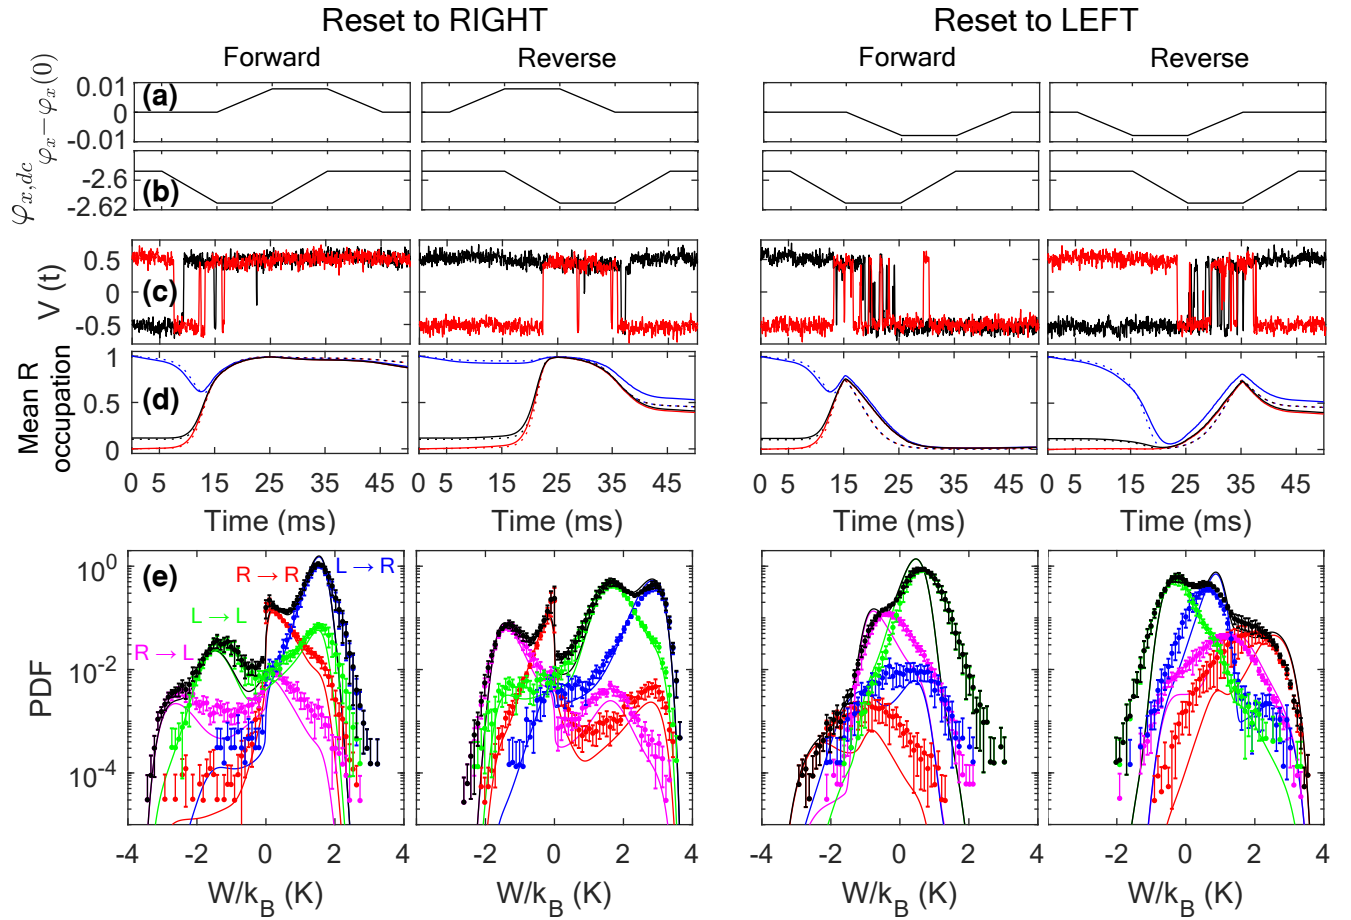 Reset to RIGHT
Reset to LEFT
Forward
Reverse
Forward
Reverse
φx−φx(0)
0.01
0
-0.01
(a)
φx,dc
-2.6
-2.62
(b)
V (t)
0.5
0
-0.5
(c)
Mean R
occupation
1
0.5
0
(d)
0 5 15 25 35 45
0 5 15 25 35 45
0 5 15 25 35 45
0 5 15 25 35 45
Time (ms)
Time (ms)
Time (ms)
Time (ms)
PDF
10^0
10^-2
10^-4
(e)
R → R
L → R
L → L
R → L
-4 -2 0 2 4
-2 0 2 4
-4 -2 0 2 4
-2 0 2 4
W/kB (K)
W/kB (K)
W/kB (K)
W/kB (K)